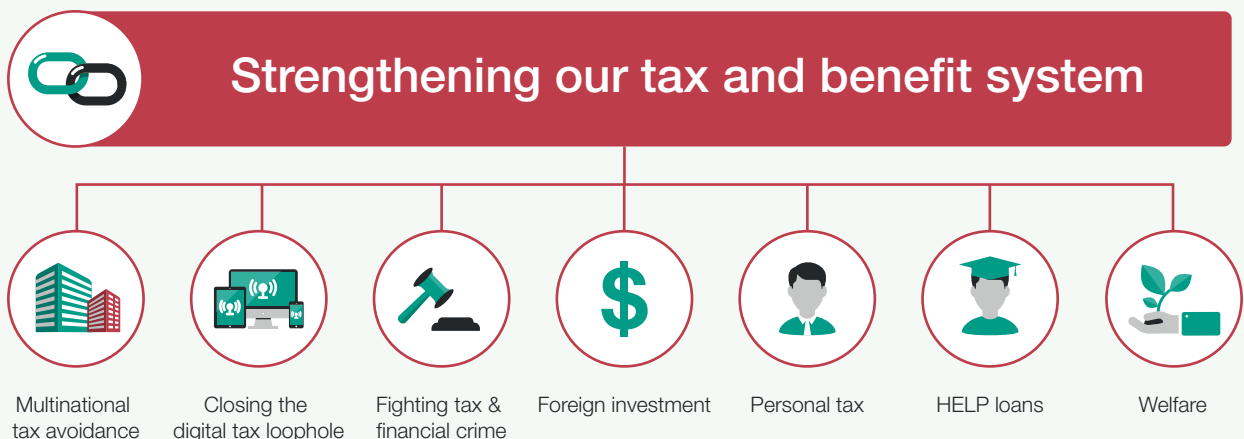 Strengthening our tax and benefit system
Multinational
tax avoidance
Closing the
digital tax loophole
Fighting tax &
financial crime
$
Foreign investment
Personal tax
HELP loans
Welfare